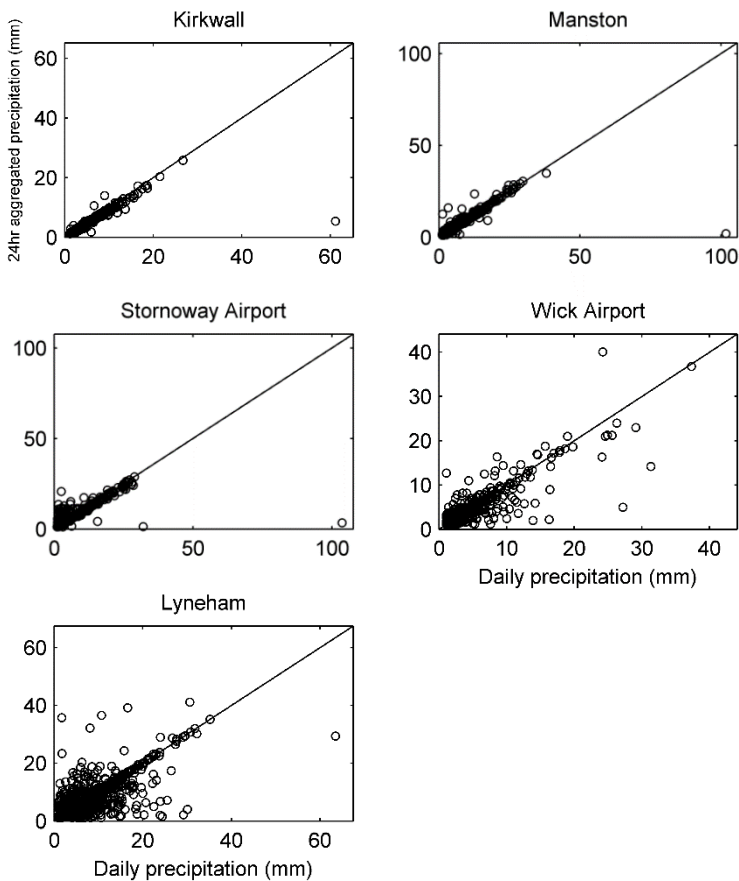 Kirkwall
24hr aggregated precipitation (mm)
60
40
20
0
0 20 40 60
Manston
100
50
0
0 50 100
Stornoway Airport
100
50
0
0 50 100
Wick Airport
40
30
20
10
0
0 10 20 30 40
Daily precipitation (mm)
Lyneham
60
40
20
0
0 20 40 60
Daily precipitation (mm)